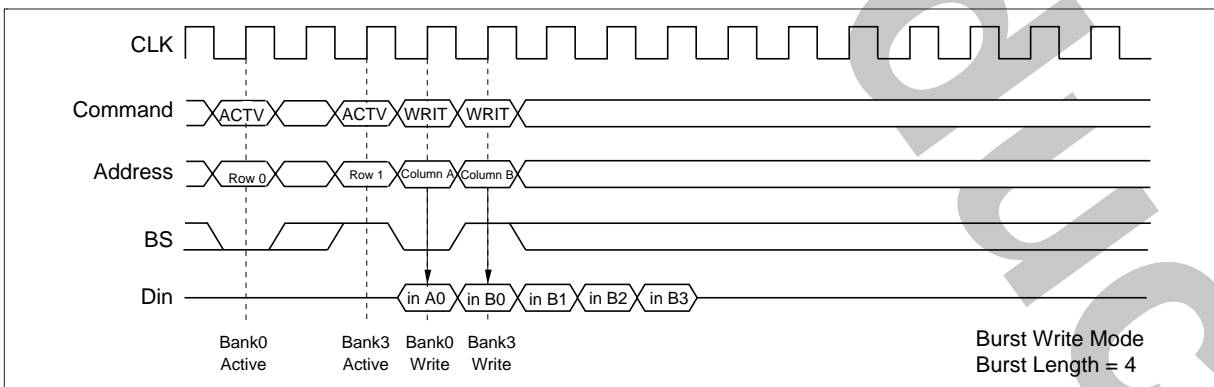 CLK
Command ACTV ACTV WRIT WRIT
Address Row 0 Row 1 Column A Column B
BS
Din in A0 in B0 in B1 in B2 in B3
Bank0 Active
Bank3 Active
Bank0 Write
Bank3 Write
Burst Write Mode
Burst Length = 4